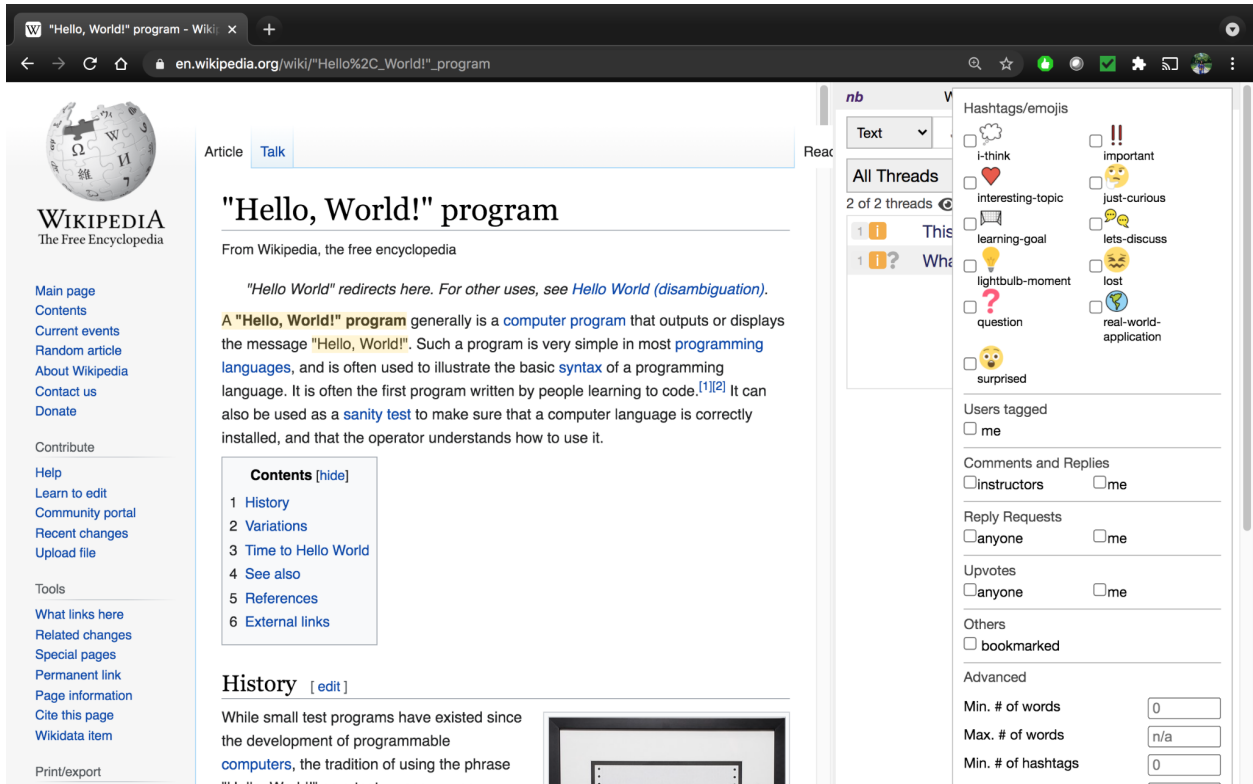 "Hello, World!" program - Wiki
en.wikipedia.org/wiki/"Hello%2C_World!"_program
WIKIPEDIA
The Free Encyclopedia
Main page
Contents
Current events
Random article
About Wikipedia
Contact us
Donate
Contribute
Help
Learn to edit
Community portal
Recent changes
Upload file
Tools
What links here
Related changes
Special pages
Permanent link
Page information
Cite this page
Wikidata item
Print/export
Article Talk
Read
"Hello, World!" program
From Wikipedia, the free encyclopedia
"Hello World" redirects here. For other uses, see Hello World (disambiguation).
A "Hello, World!" program generally is a computer program that outputs or displays
the message "Hello, World!". Such a program is very simple in most programming
languages, and is often used to illustrate the basic syntax of a programming
language. It is often the first program written by people learning to code.[1][2] It can
also be used as a sanity test to make sure that a computer language is correctly
installed, and that the operator understands how to use it.
Contents [hide]
1 History
2 Variations
3 Time to Hello World
4 See also
5 References
6 External links
History [ edit ]
While small test programs have existed since
the development of programmable
computers, the tradition of using the phrase
nb
Text
All Threads
2 of 2 threads
1 i This
1 i ? Wha
Hashtags/emojis
i-think
important
interesting-topic
just-curious
learning-goal
lets-discuss
lightbulb-moment
lost
question
real-world-
application
surprised
Users tagged
me
Comments and Replies
instructors me
Reply Requests
anyone me
Upvotes
anyone me
Others
bookmarked
Advanced
Min. # of words 0
Max. # of words n/a
Min. # of hashtags 0